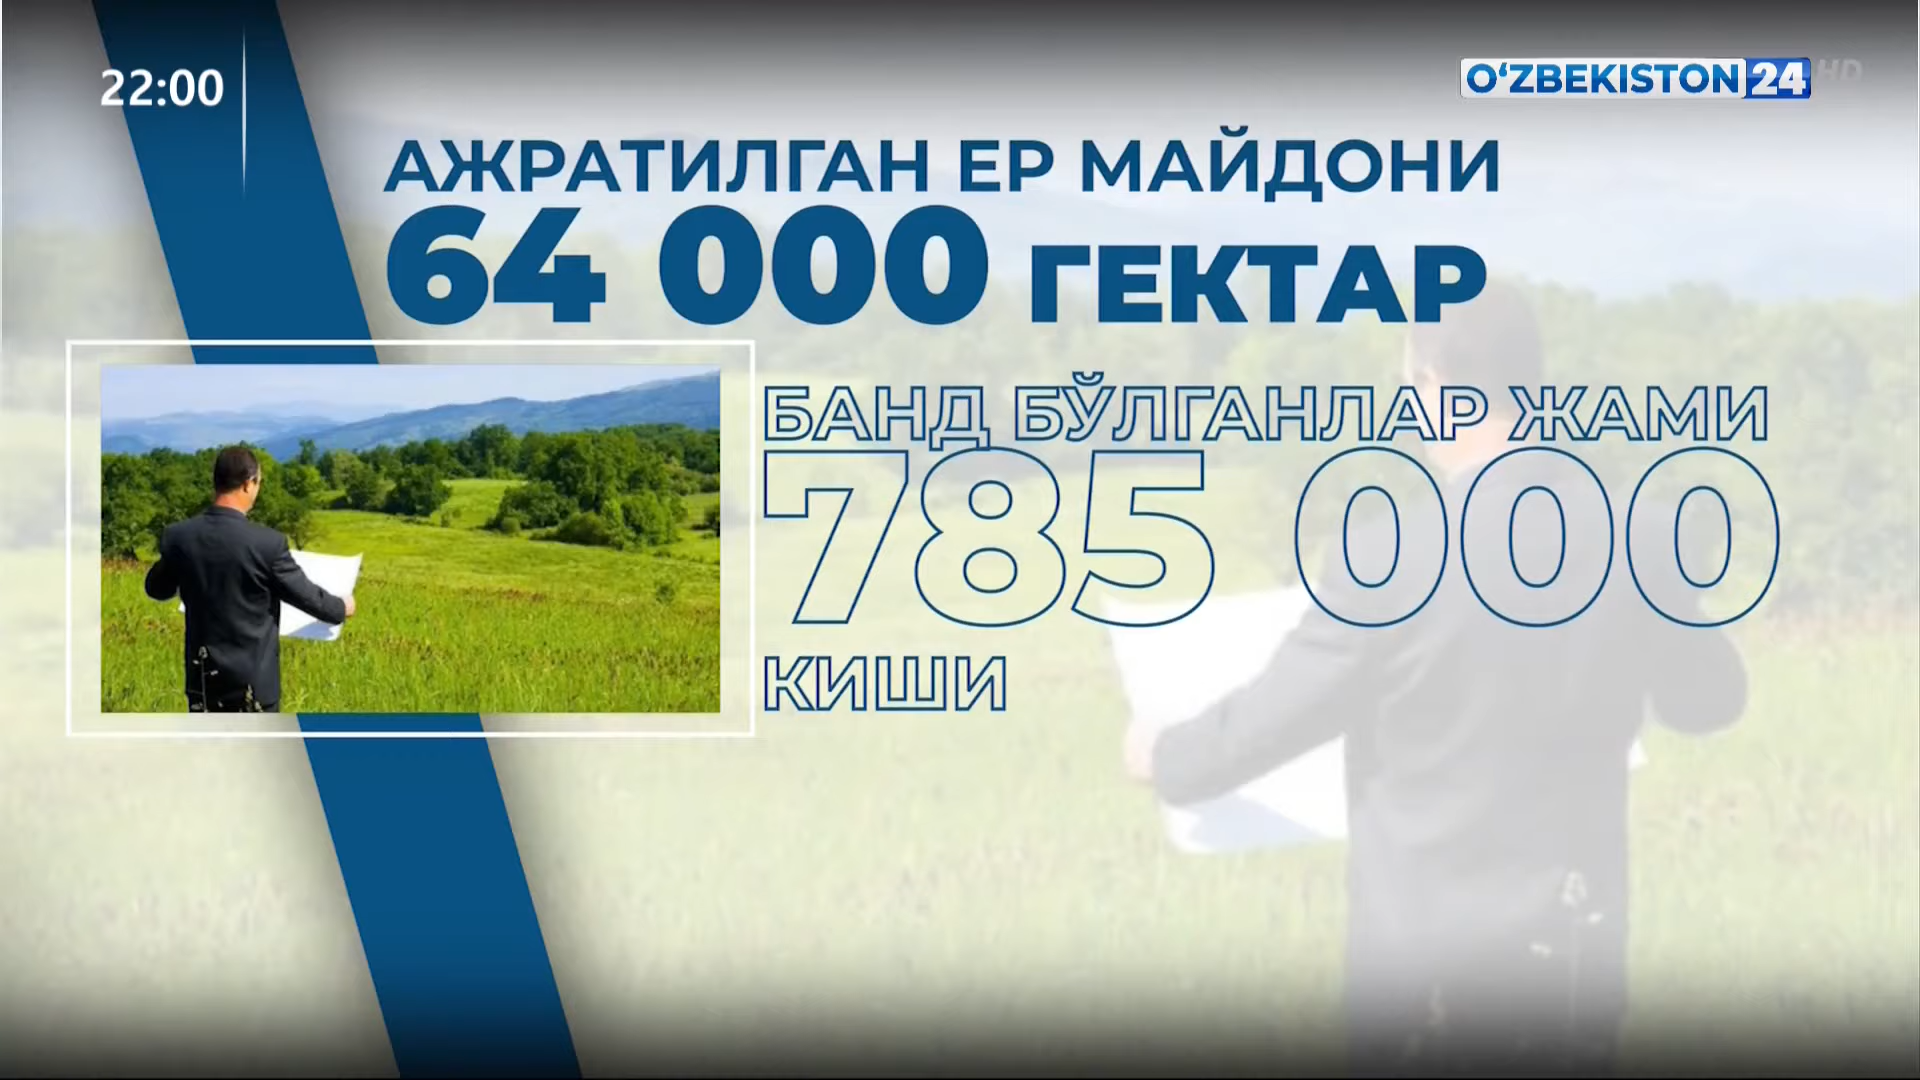 22:00
O‘ZBEKISTON 24 HD
АЖРАТИЛГАН ЕР МАЙДОНИ
64 000 ГЕКТАР
БАНД БЎЛГАНЛАР ЖАМИ
785 000
КИШИ